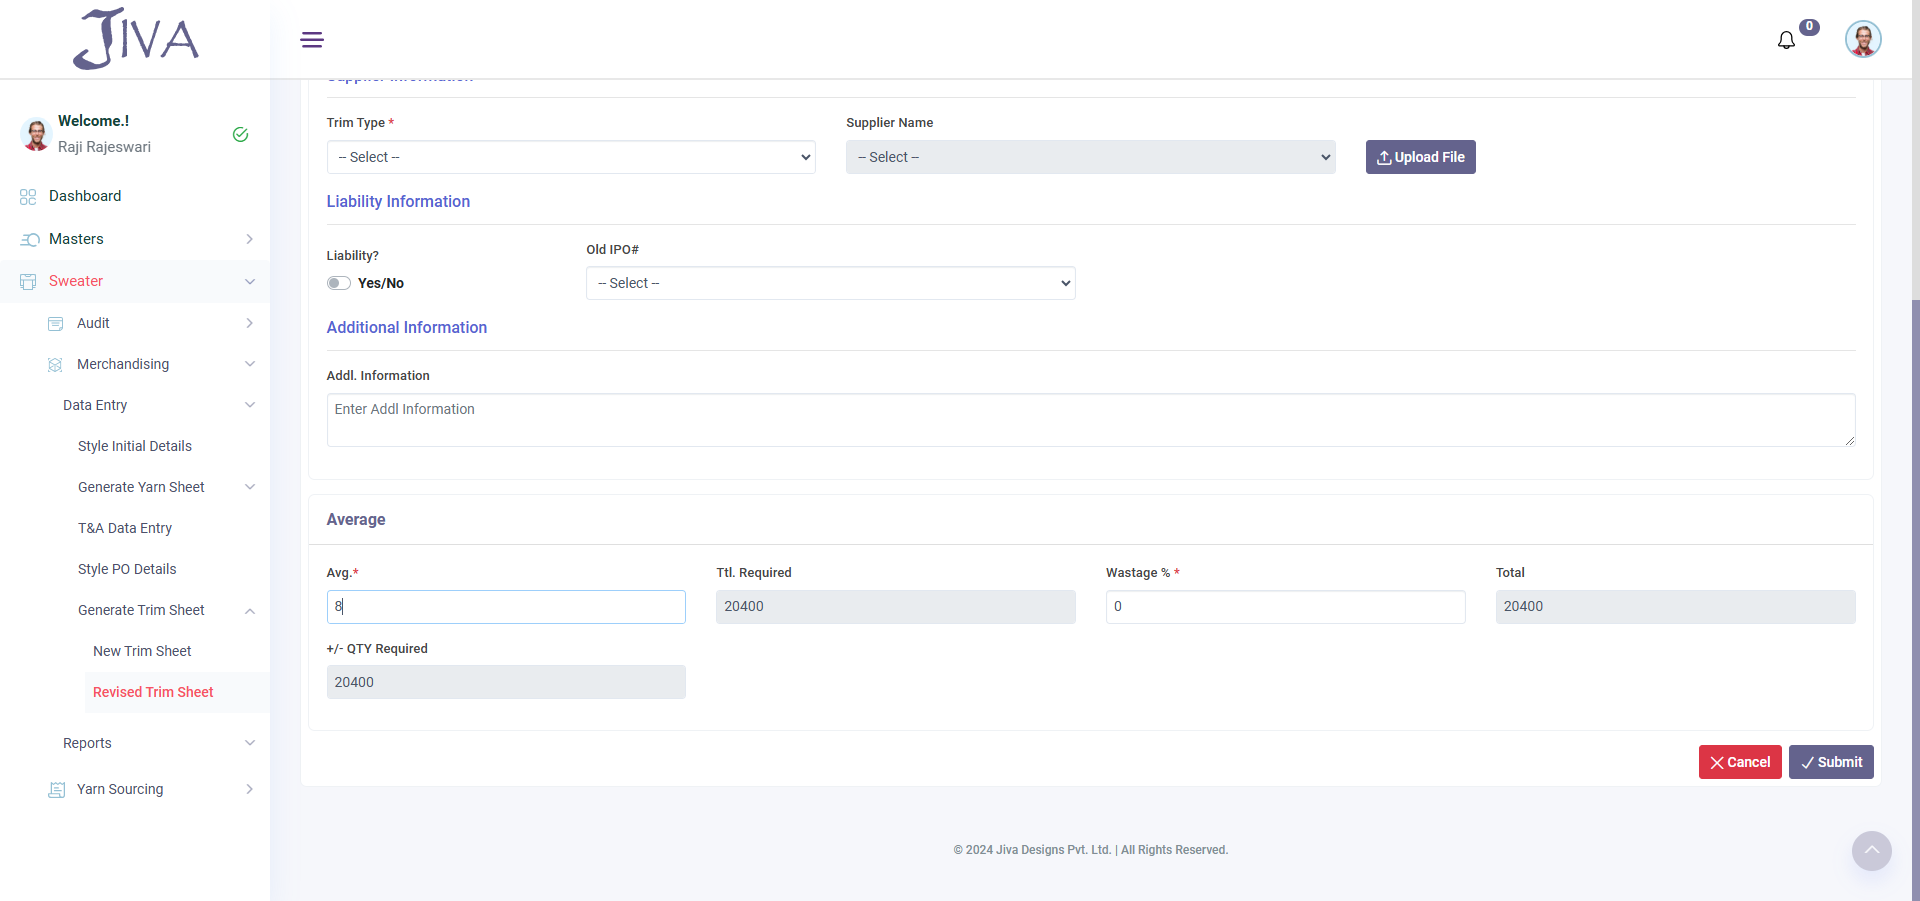 JIVA
0
Welcome.!
Raji Rajeswari
Dashboard
Masters
Sweater
Audit
Merchandising
Data Entry
Style Initial Details
Generate Yarn Sheet
T&A Data Entry
Style PO Details
Generate Trim Sheet
New Trim Sheet
Revised Trim Sheet
Reports
Yarn Sourcing
Supplier Information
Trim Type *
Supplier Name
-- Select --
-- Select --
Upload File
Liability Information
Liability?
Old IPO#
Yes/No
-- Select --
Additional Information
Addl. Information
Enter Addl Information
Average
Avg.*
Ttl. Required
Wastage % *
Total
8
20400
0
20400
+/- QTY Required
20400
Cancel
Submit
© 2024 Jiva Designs Pvt. Ltd. | All Rights Reserved.